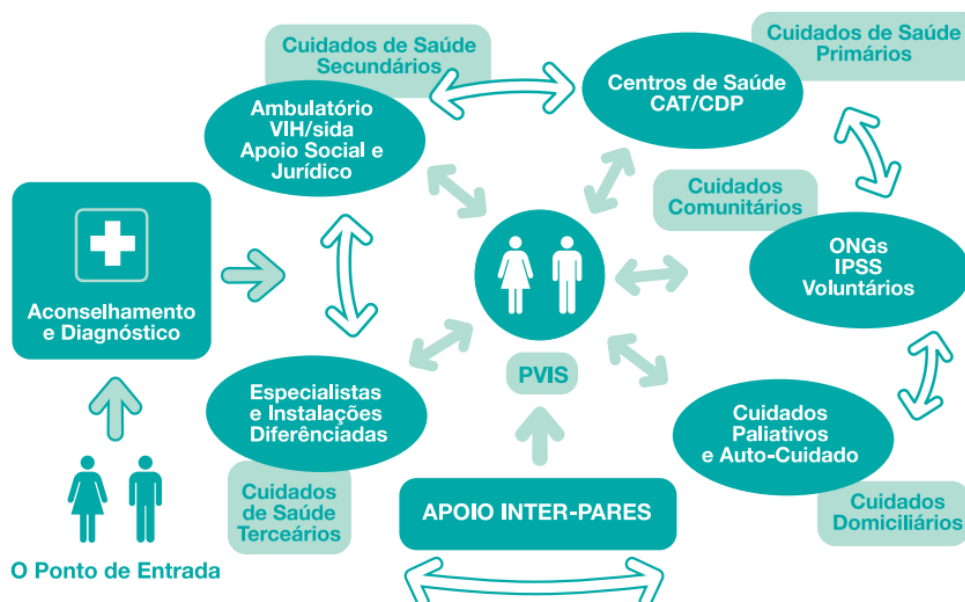 Cuidados de Saúde
Secundários
Cuidados de Saúde
Primários
Ambulatório
VIH/sida
Apoio Social e
Jurídico
Centros de Saúde
CAT/CDP
Cuidados
Comunitários
ONGs
IPSS
Voluntários
Aconselhamento
e Diagnóstico
PVIS
Especialistas
e Instalações
Diferênciadas
Cuidados
Paliativos
e Auto-Cuidado
Cuidados
de Saúde
Terceários
APOIO INTER-PARES
Cuidados
Domiciliários
O Ponto de Entrada